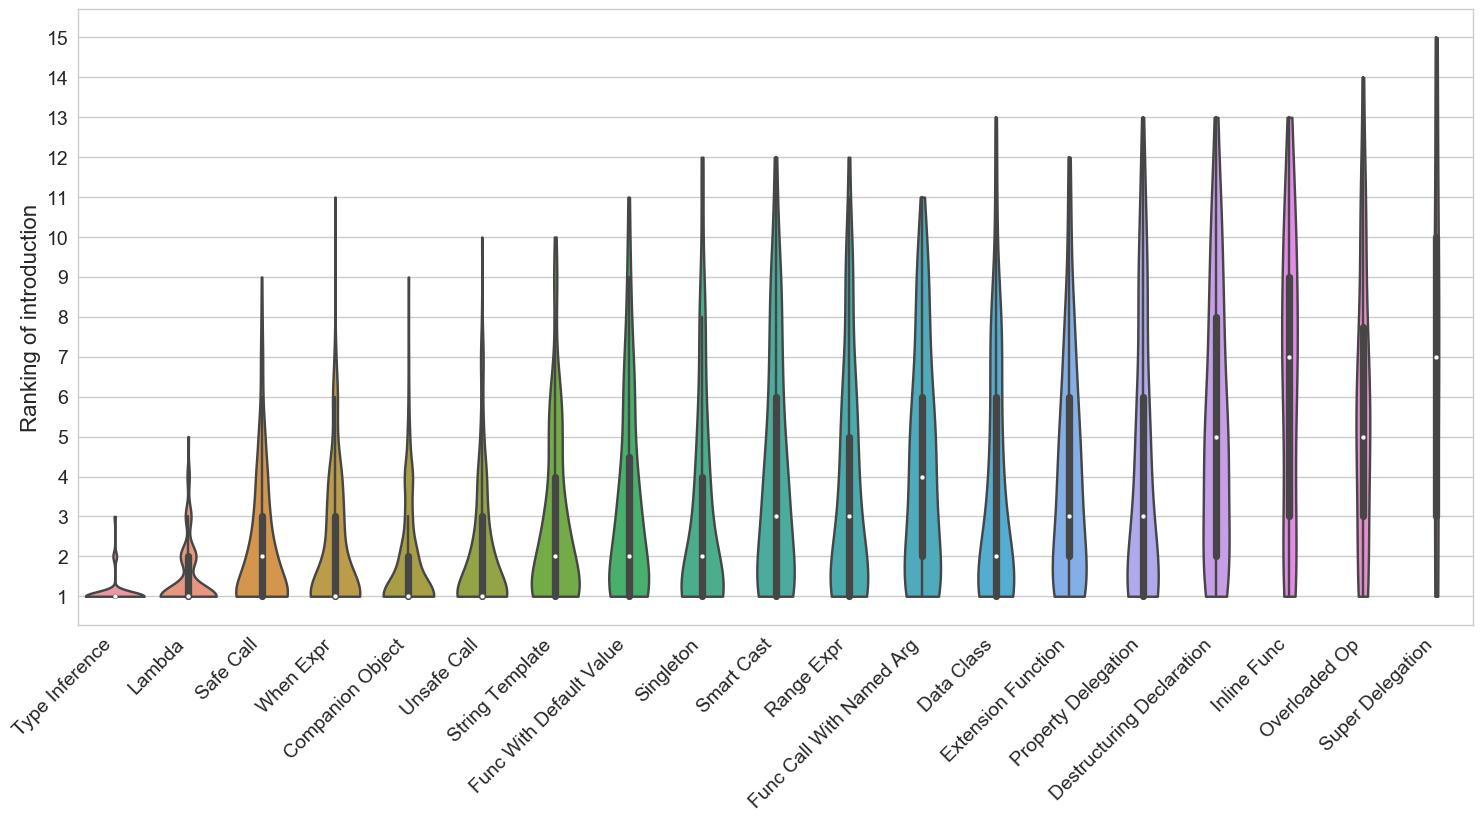 15
14
13
12
11
10
9
8
7
6
5
4
3
2
1
Ranking of introduction
Type Inference
Lambda
Safe Call
When Expr
Companion Object
Unsafe Call
String Template
Func With Default Value
Singleton
Smart Cast
Range Expr
Func Call With Named Arg
Data Class
Extension Function
Property Delegation
Destructuring Declaration
Inline Func
Overloaded Op
Super Delegation